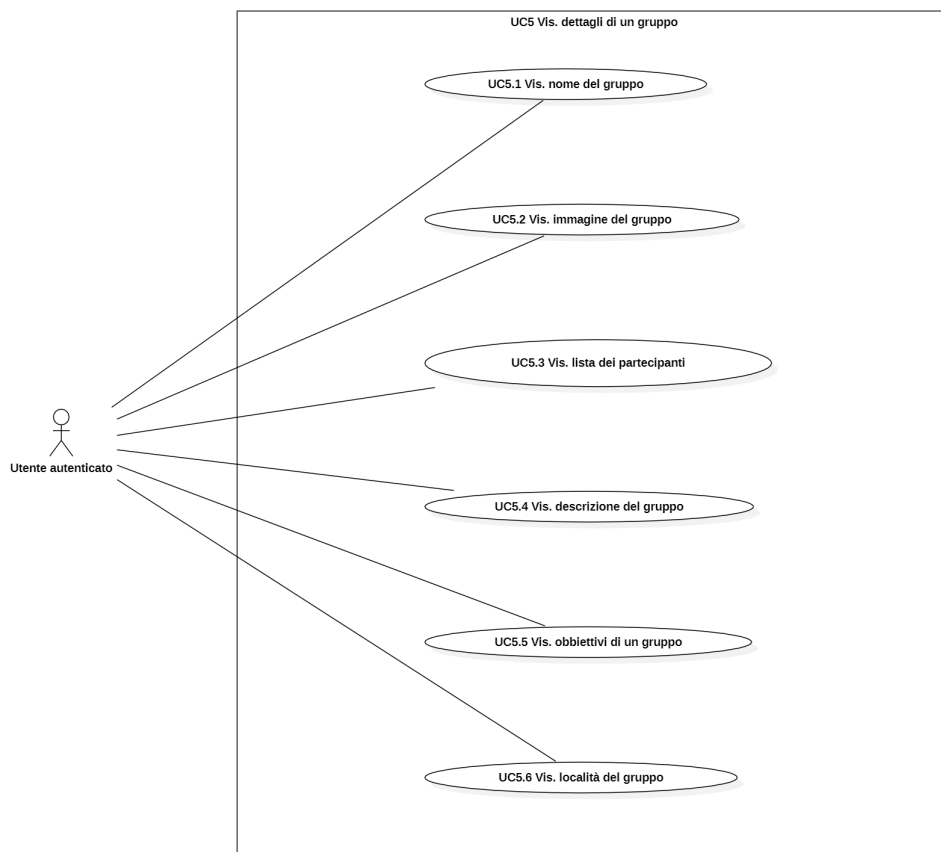 UC5 Vis. dettagli di un gruppo
UC5.1 Vis. nome del gruppo
UC5.2 Vis. immagine del gruppo
UC5.3 Vis. lista dei partecipanti
Utente autenticato
UC5.4 Vis. descrizione del gruppo
UC5.5 Vis. obbiettivi di un gruppo
UC5.6 Vis. località del gruppo